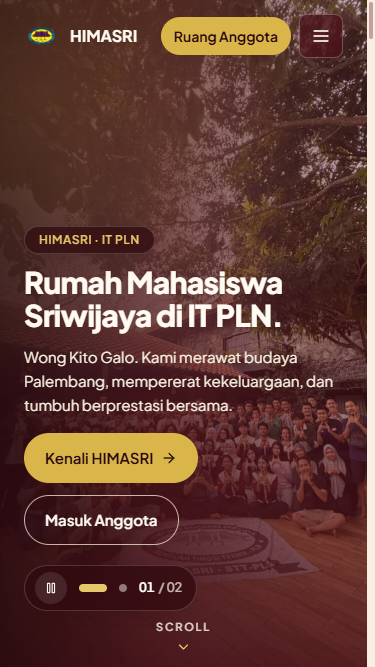 HIMASRI
Ruang Anggota
HIMASRI · IT PLN
Rumah Mahasiswa
Sriwijaya di IT PLN.
Wong Kito Galo. Kami merawat budaya
Palembang, mempererat kekeluargaan, dan
tumbuh berprestasi bersama.
Kenali HIMASRI →
Masuk Anggota
01 / 02
SCROLL